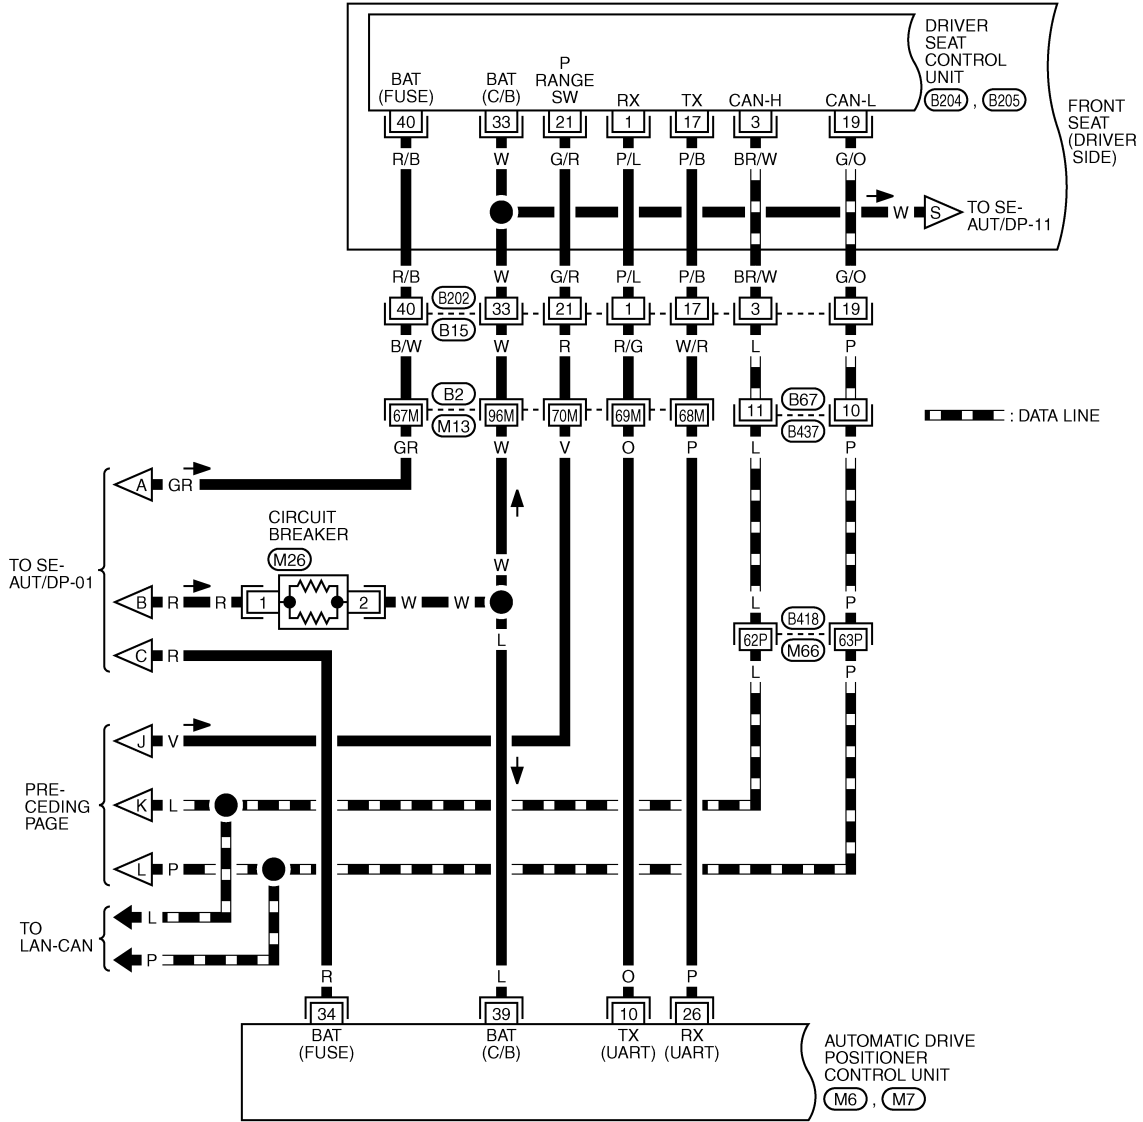 DRIVER
SEAT
CONTROL
UNIT
B204 , B205
FRONT
SEAT
(DRIVER
SIDE)
BAT
(FUSE)
BAT
(C/B)
P
RANGE
SW
RX
TX
CAN-H
CAN-L
40 33 21 1 17 3 19
R/B W G/R P/L P/B BR/W G/O
W S
TO SE-
AUT/DP-11
R/B W G/R P/L P/B BR/W G/O
40 B202 33 21 1 17 3 19
B15
B/W W R R/G W/R L P
B2
67M 96M 70M 69M 68M
M13
B67
11 10
B437
: DATA LINE
GR W V O P L P
A GR
CIRCUIT
BREAKER
M26
TO SE-
AUT/DP-01
W
B R R 1 2 W W
L P
B418
62P 63P
M66
L
C R
L P
J V
PRE-
CEDING
PAGE
K L
L P
TO
LAN-CAN
L
P
R L O P
34 39 10 26
BAT
(FUSE)
BAT
(C/B)
TX
(UART)
RX
(UART)
AUTOMATIC DRIVE
POSITIONER
CONTROL UNIT
M6 , M7